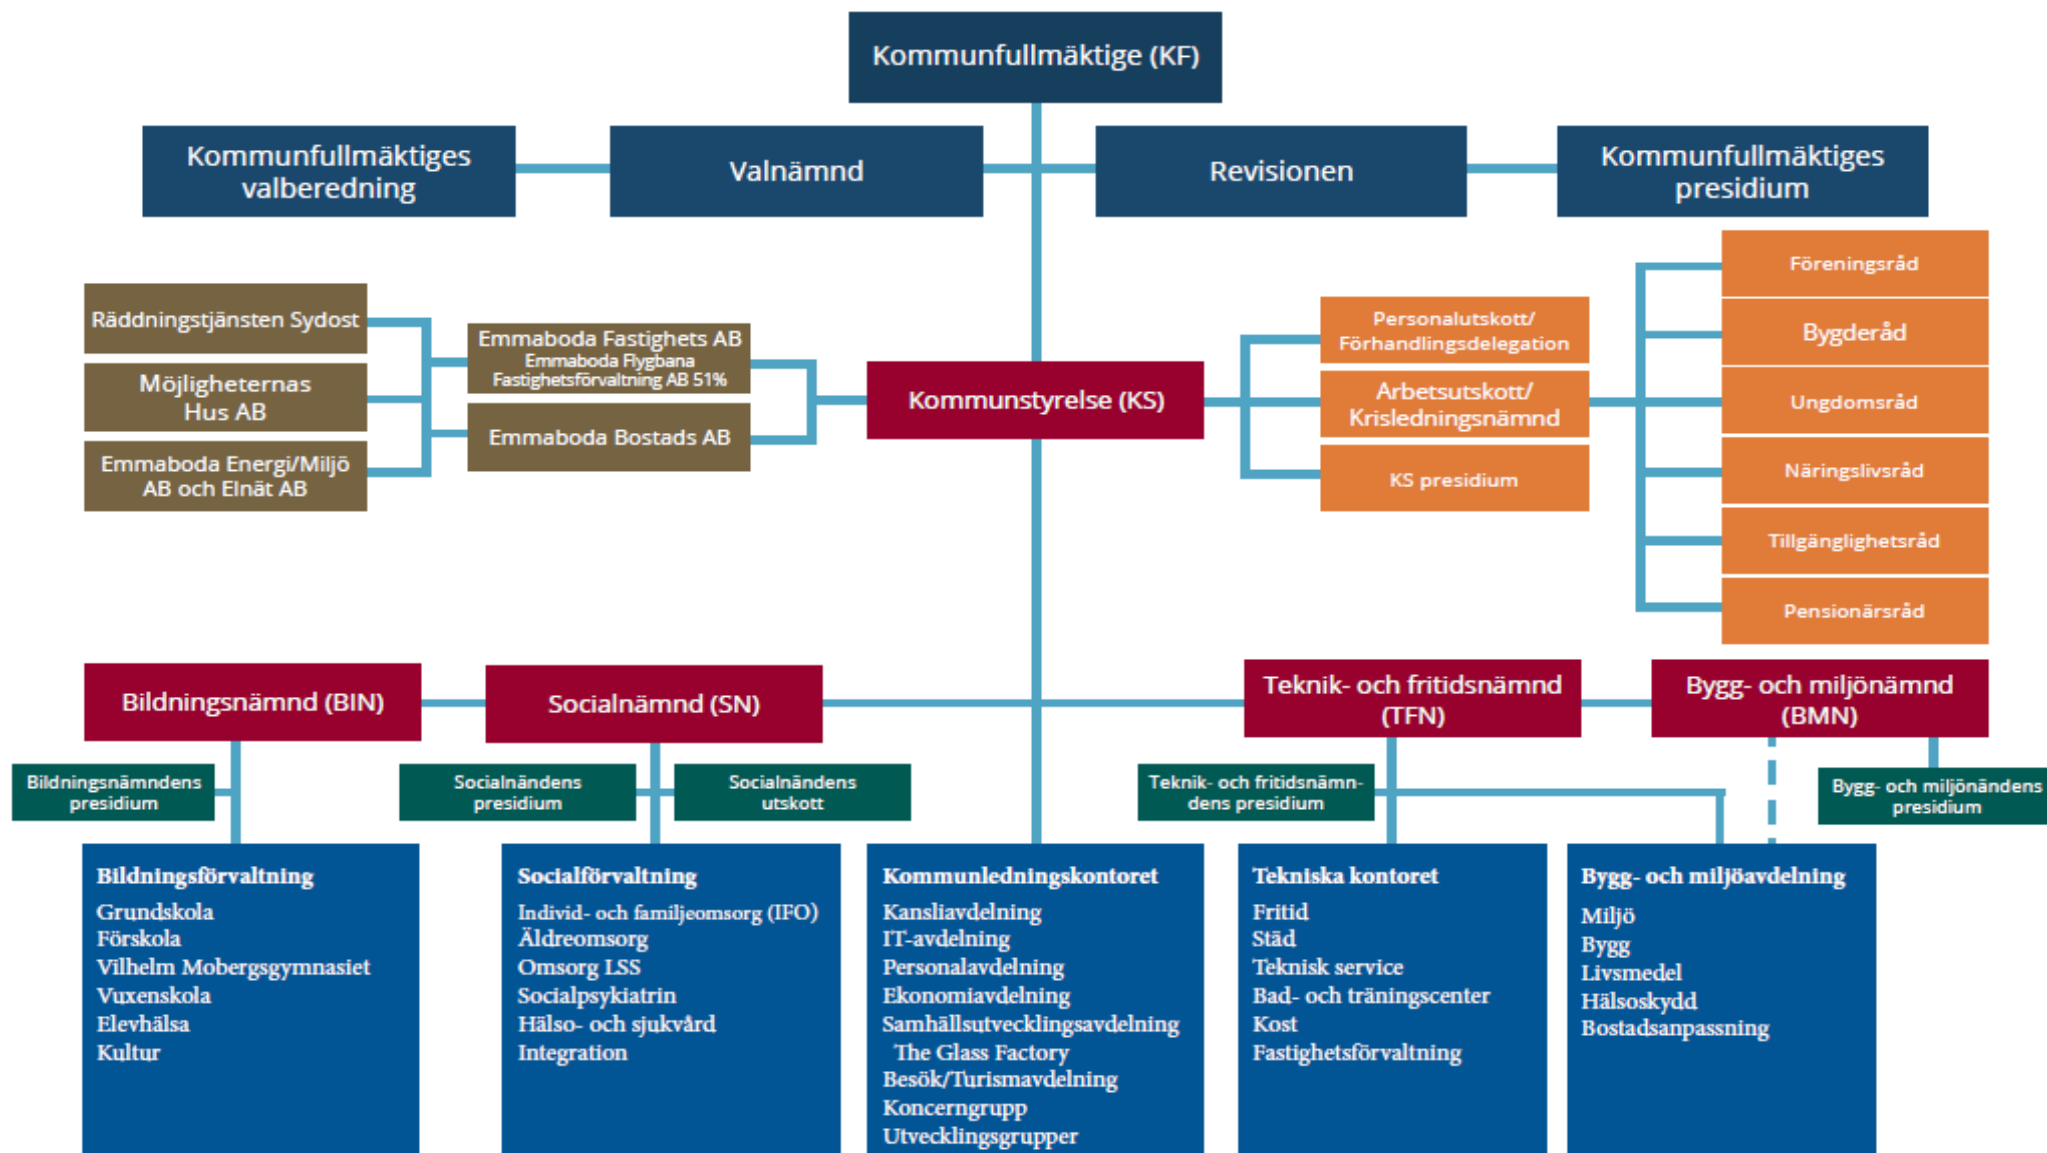 Kommunfullmäktige (KF)
Kommunfullmäktiges
valberedning
Valnämnd
Revisionen
Kommunfullmäktiges
presidium
Räddningstjänsten Sydost
Möjligheternas
Hus AB
Emmaboda Energi/Miljö
AB och Elnät AB
Emmaboda Fastighets AB
Emmaboda Flygbana
Fastighetsförvaltning AB 51%
Emmaboda Bostads AB
Kommunstyrelse (KS)
Personalutskott/
Förhandlingsdelegation
Arbetsutskott/
Krisledningsnämnd
KS presidium
Föreningsråd
Bygderåd
Ungdomsråd
Näringslivsråd
Tillgänglighetsråd
Pensionärsråd
Bildningsnämnd (BIN)
Socialnämnd (SN)
Teknik- och fritidsnämnd
(TFN)
Bygg- och miljönämnd
(BMN)
Bildningsnämndens
presidium
Socialnändens
presidium
Socialnändens
utskott
Teknik- och fritidsnämn-
dens presidium
Bygg- och miljönändens
presidium
Bildningsförvaltning
Grundskola
Förskola
Vilhelm Mobergsgymnasiet
Vuxenskola
Elevhälsa
Kultur
Socialförvaltning
Individ- och familjeomsorg (IFO)
Äldreomsorg
Omsorg LSS
Socialpsykiatrin
Hälso- och sjukvård
Integration
Kommunledningskontoret
Kansliavdelning
IT-avdelning
Personalavdelning
Ekonomiavdelning
Samhällsutvecklingsavdelning
The Glass Factory
Besök/Turismavdelning
Koncerngrupp
Utvecklingsgrupper
Tekniska kontoret
Fritid
Städ
Teknisk service
Bad- och träningscenter
Kost
Fastighetsförvaltning
Bygg- och miljöavdelning
Miljö
Bygg
Livsmedel
Hälsoskydd
Bostadsanpassning